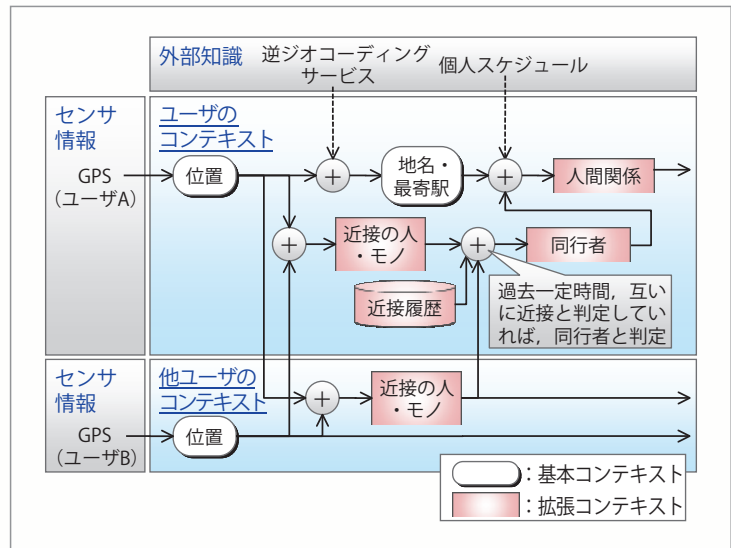 外部知識
逆ジオコーディング
サービス
個人スケジュール
センサ
情報
GPS
(ユーザA)
ユーザの
コンテキスト
位置
+
地名・
最寄駅
+
人間関係
+
近接の人
・モノ
+
同行者
近接履歴
過去一定時間,互い
に近接と判定してい
れば,同行者と判定
センサ
情報
GPS
(ユーザB)
他ユーザの
コンテキスト
位置
+
近接の人
・モノ
:基本コンテキスト
:拡張コンテキスト